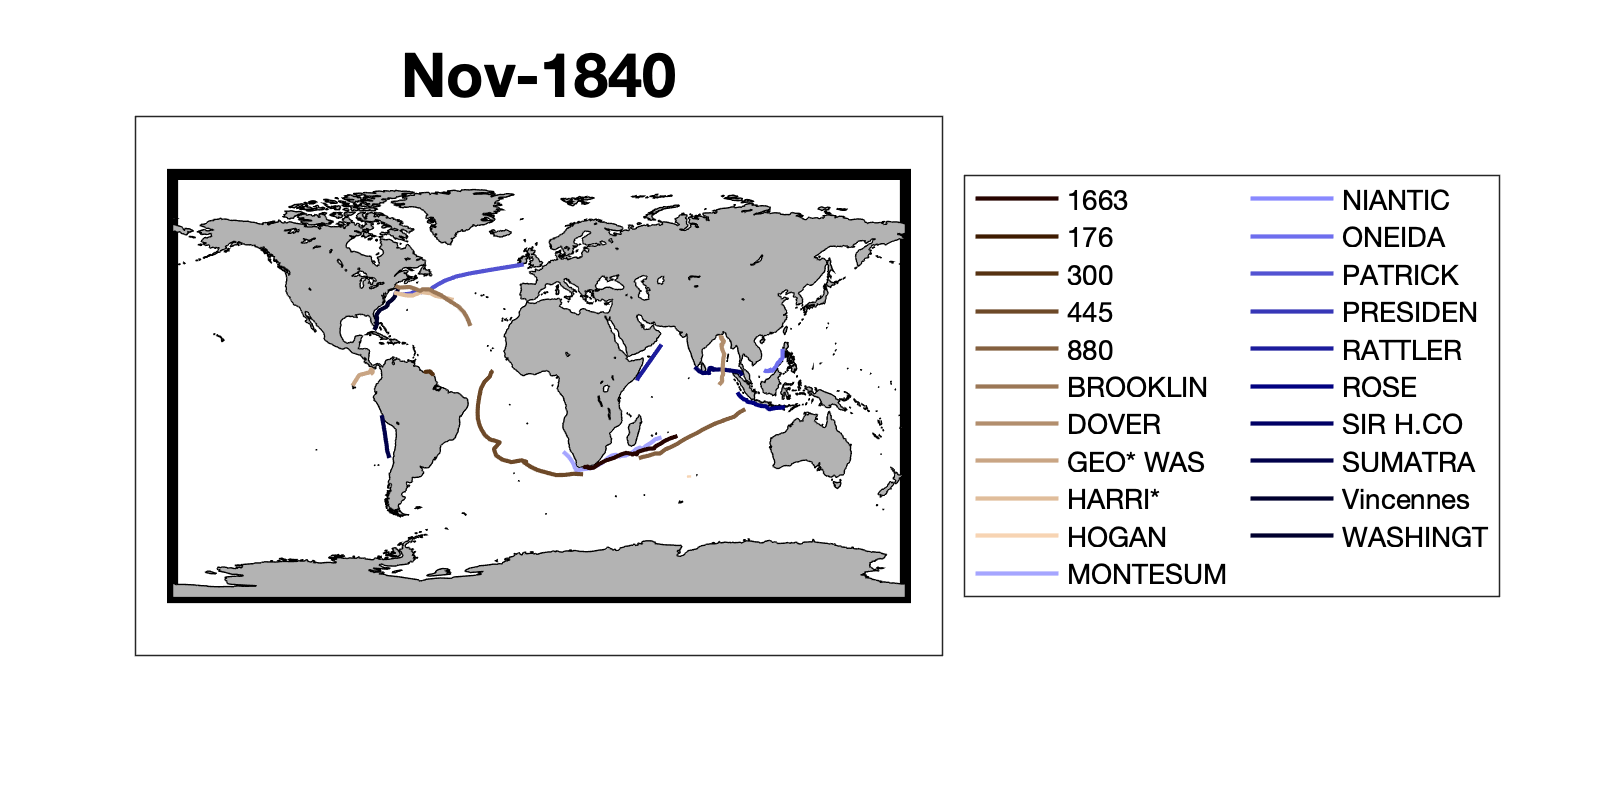 Nov-1840
1663
176
300
445
880
BROOKLIN
DOVER
GEO* WAS
HARRI*
HOGAN
MONTESUM
NIANTIC
ONEIDA
PATRICK
PRESIDEN
RATTLER
ROSE
SIR H.CO
SUMATRA
Vincennes
WASHINGT